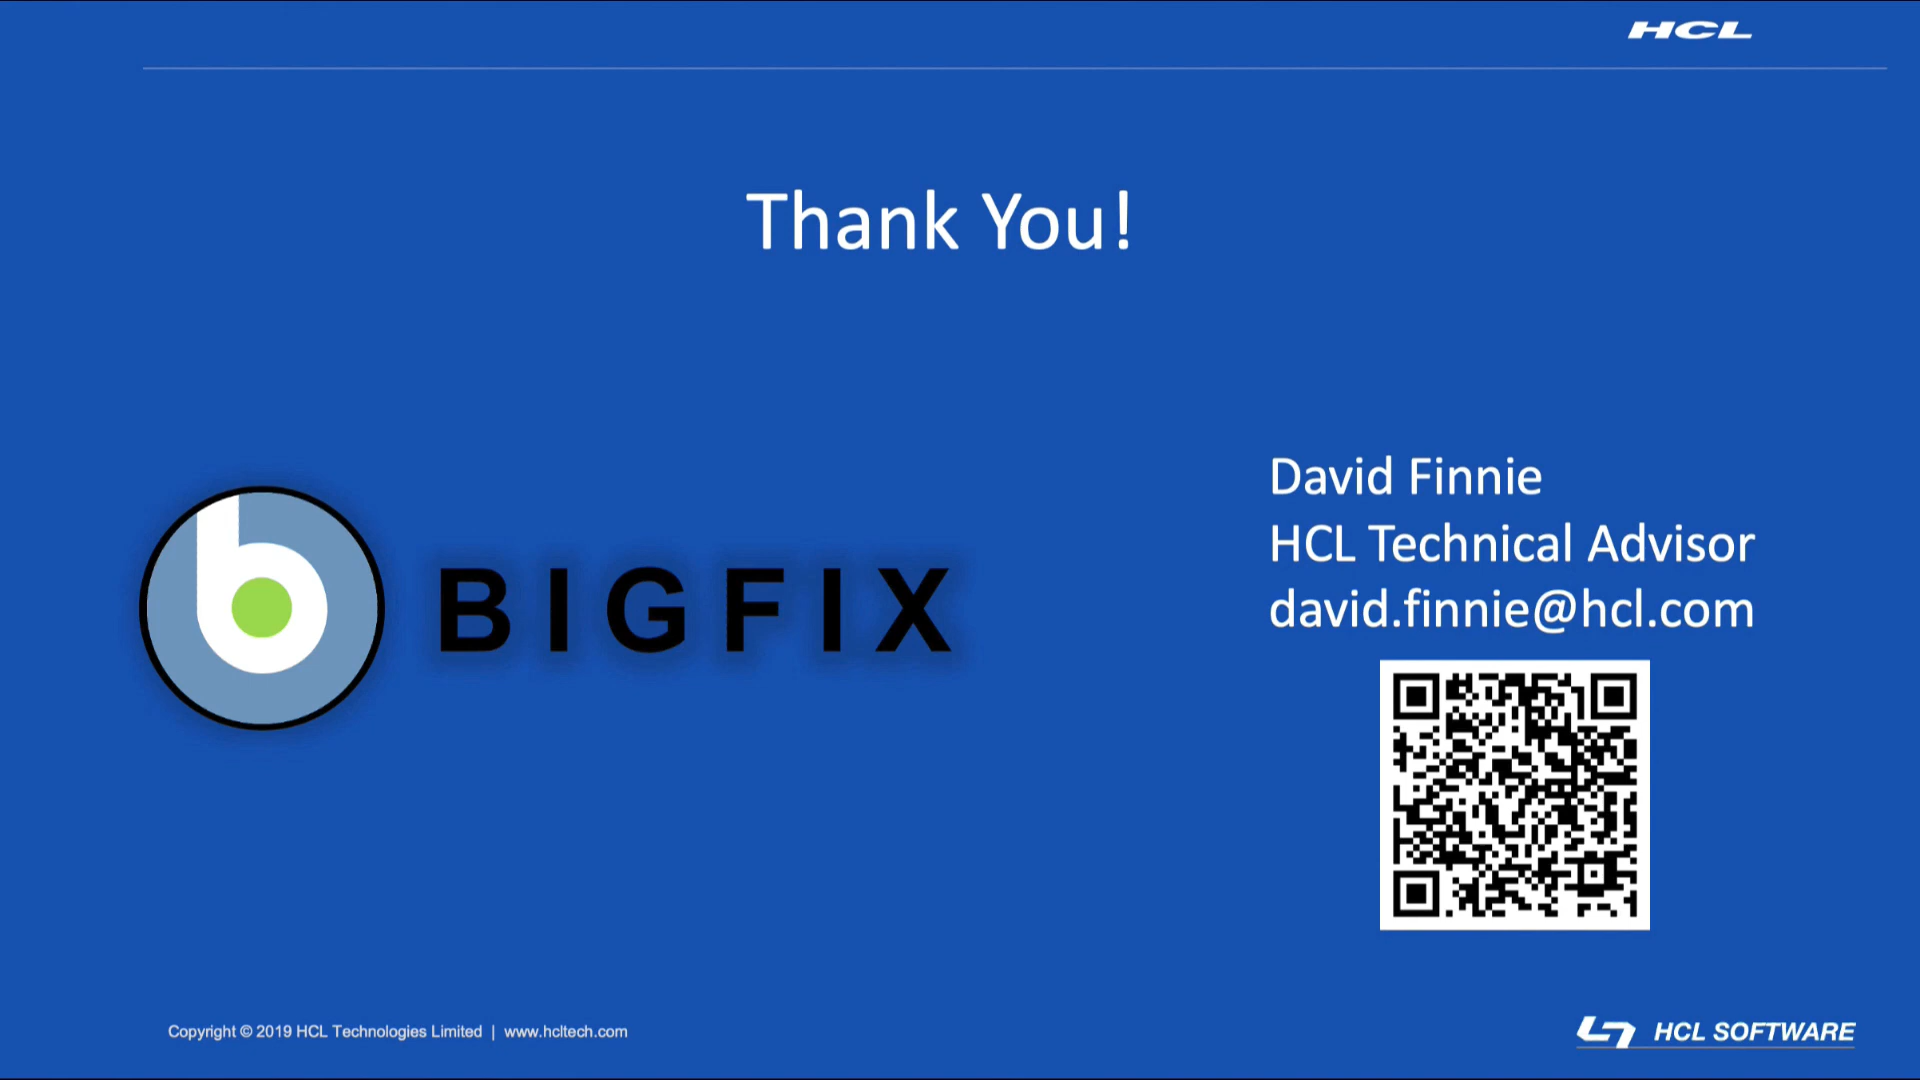 HCL
Thank You!
David Finnie
HCL Technical Advisor
david.finnie@hcl.com
BIGFIX
Copyright © 2019 HCL Technologies Limited | www.hcltech.com
HCL SOFTWARE